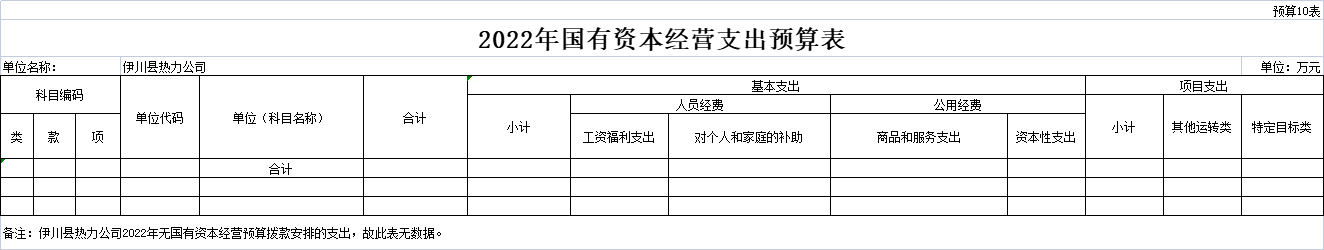 预算10表
2022年国有资本经营支出预算表
单位名称： 伊川县热力公司 单位：万元
科目编码 单位代码 单位（科目名称） 合计 基本支出 项目支出
人员经费 公用经费
类 款 项 小计 工资福利支出 对个人和家庭的补助 商品和服务支出 资本性支出 小计 其他运转类 特定目标类
合计
备注：伊川县热力公司2022年无国有资本经营预算拨款安排的支出，故此表无数据。